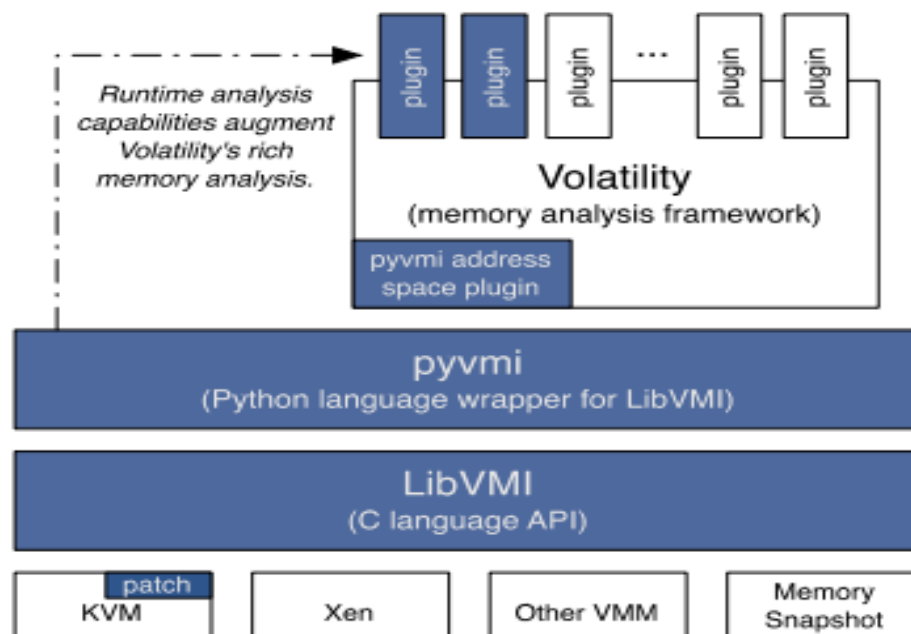 plugin
plugin
plugin
...
plugin
plugin
Runtime analysis
capabilities augment
Volatility's rich
memory analysis.
Volatility
(memory analysis framework)
pyvmi address
space plugin
pyvmi
(Python language wrapper for LibVMI)
LibVMI
(C language API)
patch
KVM
Xen
Other VMM
Memory
Snapshot